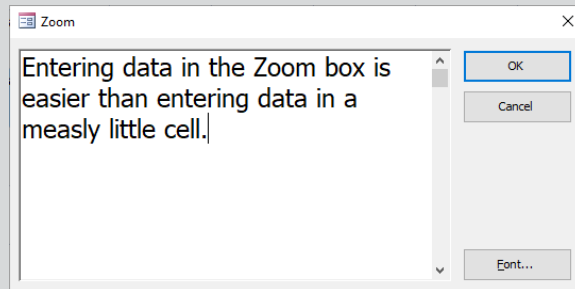 Zoom
Entering data in the Zoom box is
easier than entering data in a
measly little cell.
OK
Cancel
Font...